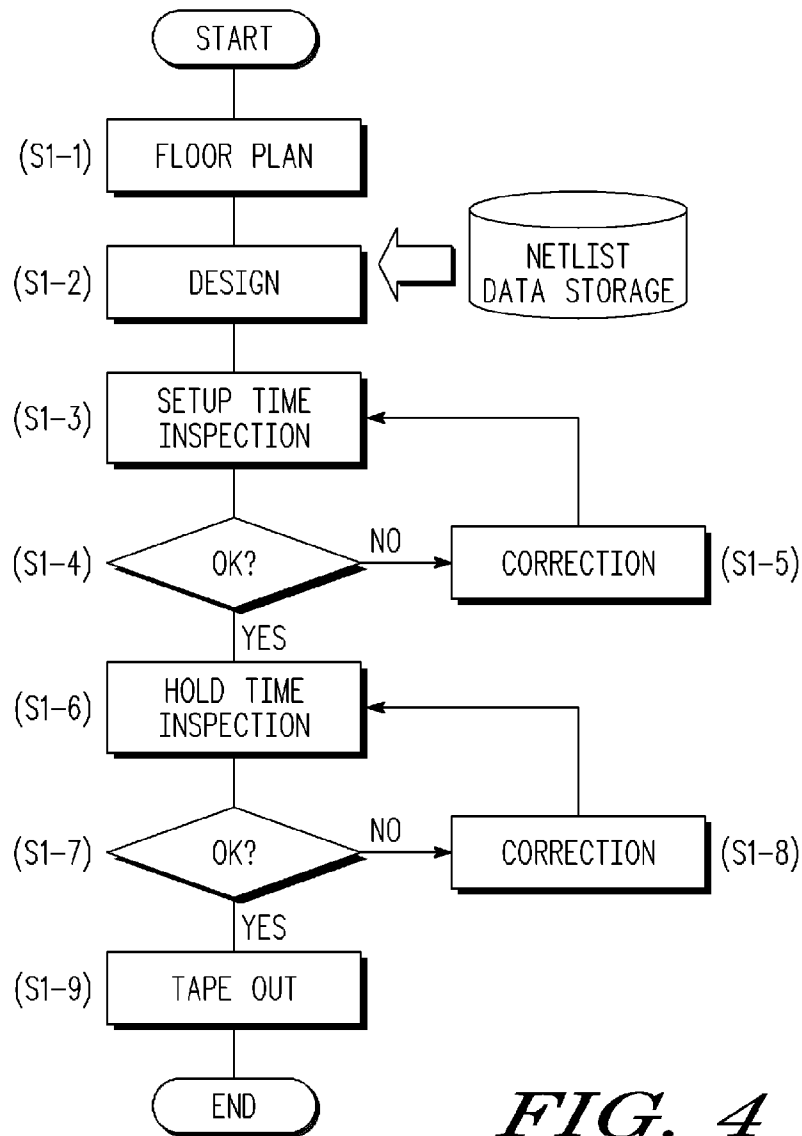 START
(S1-1)
FLOOR PLAN
(S1-2)
DESIGN
NETLIST
DATA STORAGE
(S1-3)
SETUP TIME
INSPECTION
(S1-4)
OK?
NO
CORRECTION
(S1-5)
YES
(S1-6)
HOLD TIME
INSPECTION
(S1-7)
OK?
NO
CORRECTION
(S1-8)
YES
(S1-9)
TAPE OUT
END
FIG. 4